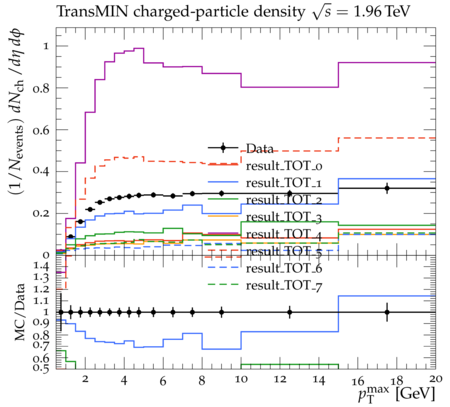 TransMIN charged-particle density √s = 1.96 TeV
(1/N_events) dN_ch/dη dϕ
1
0.8
0.6
0.4
0.2
0
Data
result_TOT_0
result_TOT_1
result_TOT_2
result_TOT_3
result_TOT_4
result_TOT_5
result_TOT_6
result_TOT_7
MC/Data
1.4
1.3
1.2
1.1
1
0.9
0.8
0.7
0.6
0.5
2 4 6 8 10 12 14 16 18 20
p_T^max [GeV]